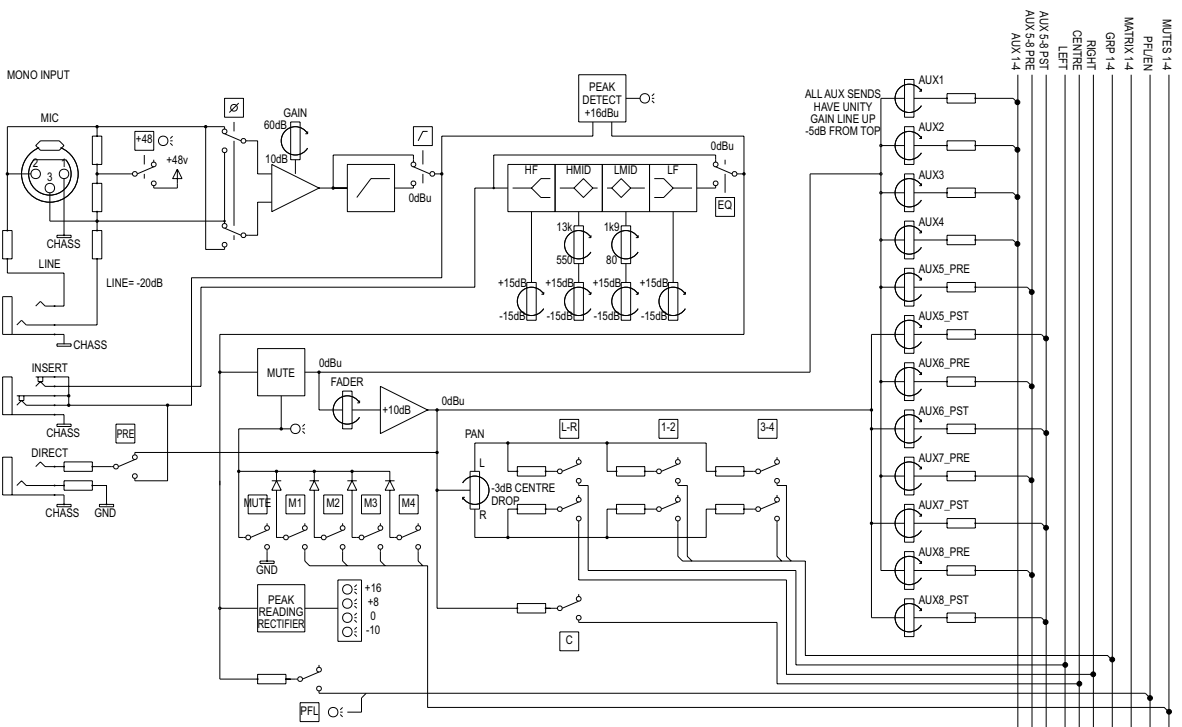 MONO INPUT
MIC
2
1
3
CHASS
+48
+48v
Ø
GAIN
60dB
10dB
0dBu
LINE
LINE= -20dB
CHASS
INSERT
CHASS
DIRECT
PRE
CHASS
GND
PEAK
DETECT
+16dBu
0dBu
HF
HMID
LMID
LF
EQ
13k
550
1k9
80
+15dB
-15dB
+15dB
-15dB
+15dB
-15dB
+15dB
-15dB
MUTE
0dBu
FADER
+10dB
0dBu
MUTE
M1
M2
M3
M4
GND
PEAK
READING
RECTIFIER
+16
+8
0
-10
PFL
PAN
L
-3dB CENTRE
DROP
R
L-R
1-2
3-4
C
ALL AUX SENDS
HAVE UNITY
GAIN LINE UP
-5dB FROM TOP
AUX1
AUX2
AUX3
AUX4
AUX5_PRE
AUX5_PST
AUX6_PRE
AUX6_PST
AUX7_PRE
AUX7_PST
AUX8_PRE
AUX8_PST
AUX 1-4
AUX 5-8 PRE
AUX 5-8 PST
LEFT
CENTRE
RIGHT
GRP 1-4
MATRIX 1-4
PFL/EN
MUTES 1-4